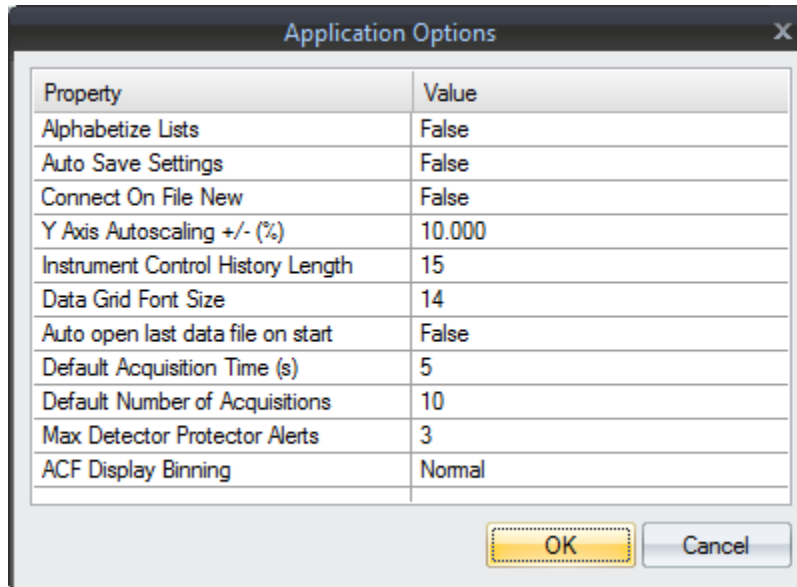 Application Options x
Property Value
Alphabetize Lists False
Auto Save Settings False
Connect On File New False
Y Axis Autoscaling +/- (%) 10.000
Instrument Control History Length 15
Data Grid Font Size 14
Auto open last data file on start False
Default Acquisition Time (s) 5
Default Number of Acquisitions 10
Max Detector Protector Alerts 3
ACF Display Binning Normal
OK Cancel